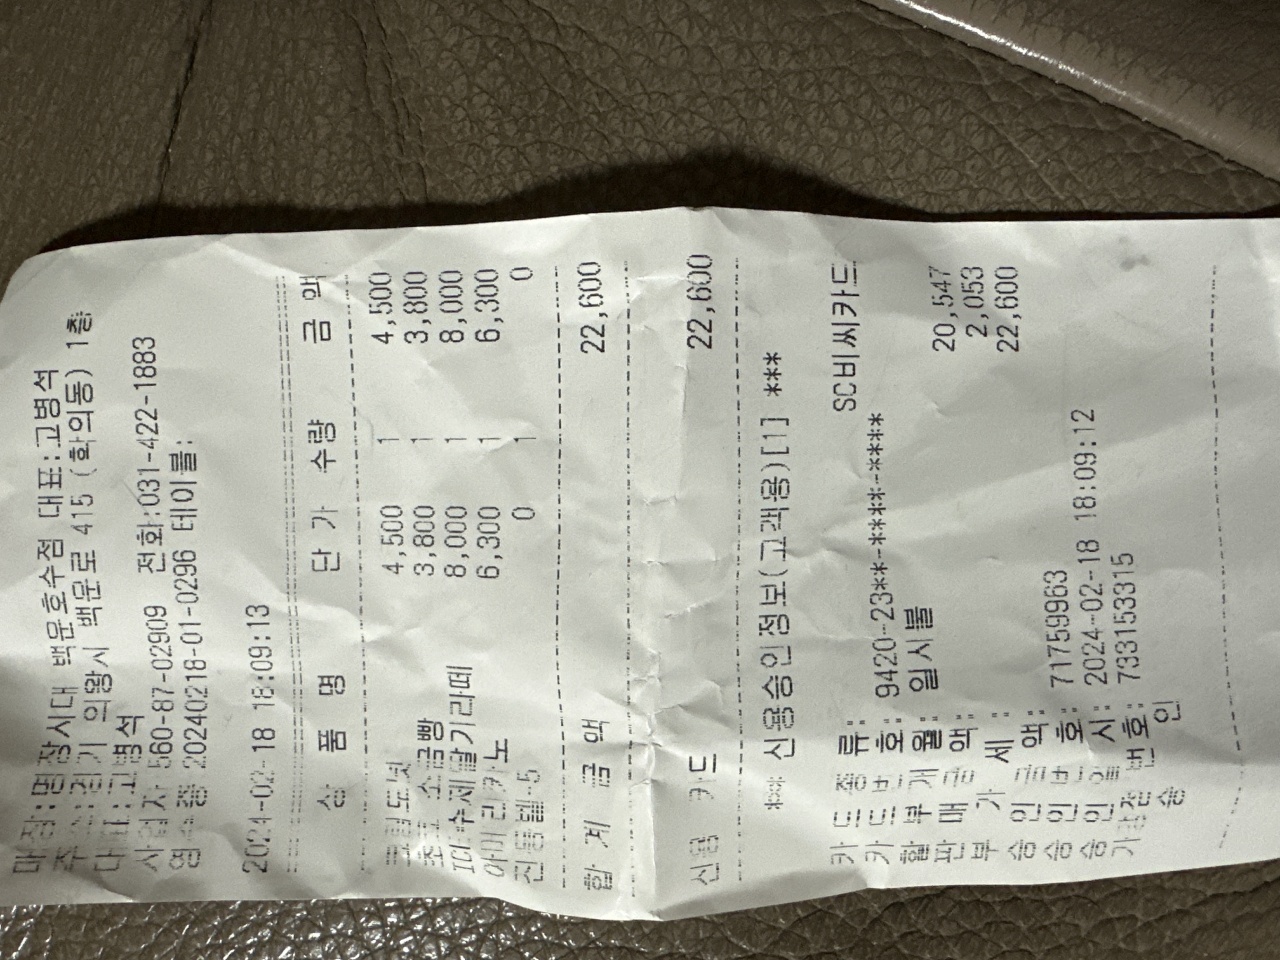 매장:명장시대 백운호수점 대표:고병석
주소:경기 의왕시 백운로 415 (학의동) 1층
대표:고병석
사업자 560-87-02909 전화:031-422-1883
영수증 20240218-01-0296 테이블:
2024-02-18 18:09:13
상 품 명 단 가 수량 금 액
크림도넛 4,500 1 4,500
초코 소금빵 3,800 1 3,800
ICE수제딸기라떼 8,000 1 8,000
아메리카노 6,300 1 6,300
진동벨-5 0 1 0
합 계 금 액 22,600
신용 카드 22,600
*** 신용승인정보(고객용)[1] ***
카 드 종 류: SC비씨카드
카 드 번 호: 9420-23**-****-****
할 부 개 월: 일시불
판 매 금 액: 20,547
부 가 세 : 2,053
승 인 금 액: 22,600
승 인 번 호: 71759963
승 인 일 시: 2024-02-18 18:09:12
가맹점 번호: 733153315
승 인